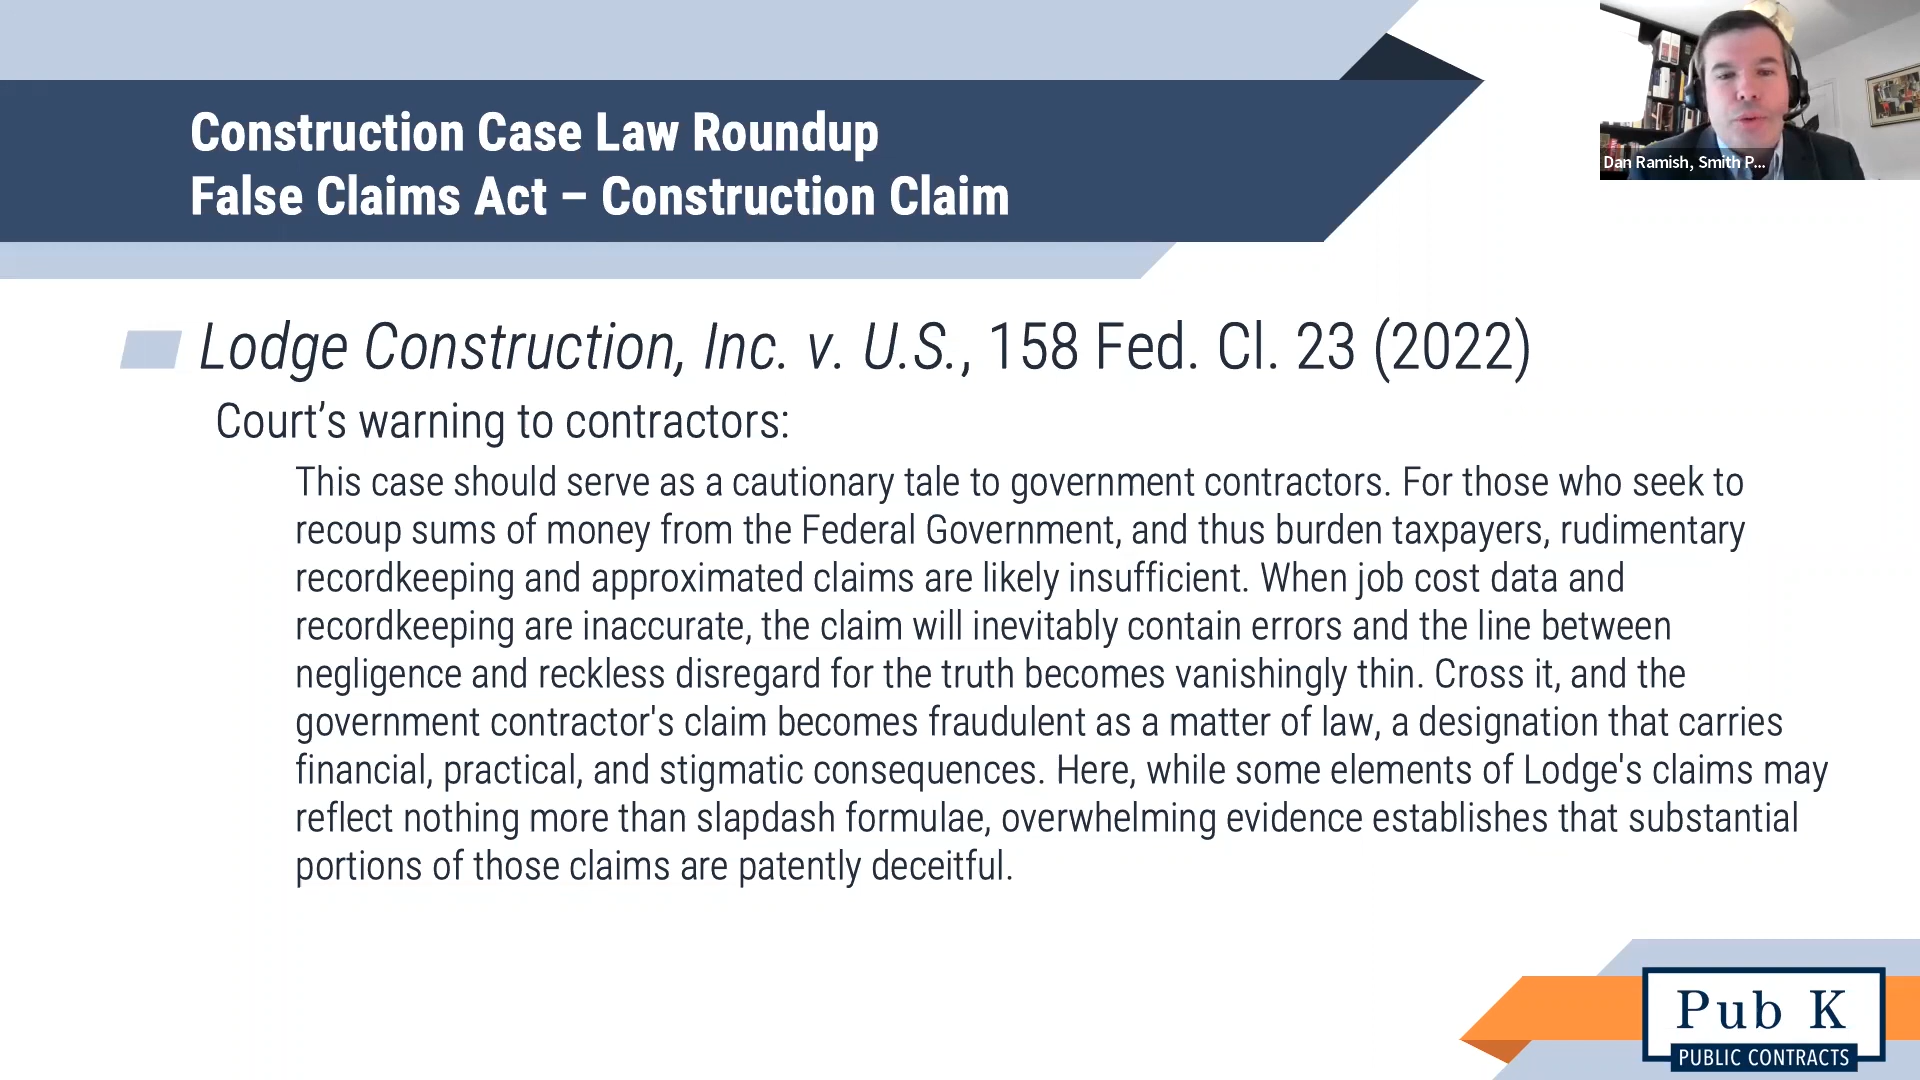 Construction Case Law Roundup
False Claims Act – Construction Claim
Dan Ramish, Smith P...
Lodge Construction, Inc. v. U.S., 158 Fed. Cl. 23 (2022)
Court’s warning to contractors:
This case should serve as a cautionary tale to government contractors. For those who seek to
recoup sums of money from the Federal Government, and thus burden taxpayers, rudimentary
recordkeeping and approximated claims are likely insufficient. When job cost data and
recordkeeping are inaccurate, the claim will inevitably contain errors and the line between
negligence and reckless disregard for the truth becomes vanishingly thin. Cross it, and the
government contractor's claim becomes fraudulent as a matter of law, a designation that carries
financial, practical, and stigmatic consequences. Here, while some elements of Lodge's claims may
reflect nothing more than slapdash formulae, overwhelming evidence establishes that substantial
portions of those claims are patently deceitful.
Pub K
PUBLIC CONTRACTS